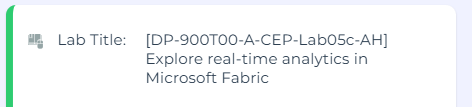 Lab Title: [DP-900T00-A-CEP-Lab05c-AH]
Explore real-time analytics in
Microsoft Fabric